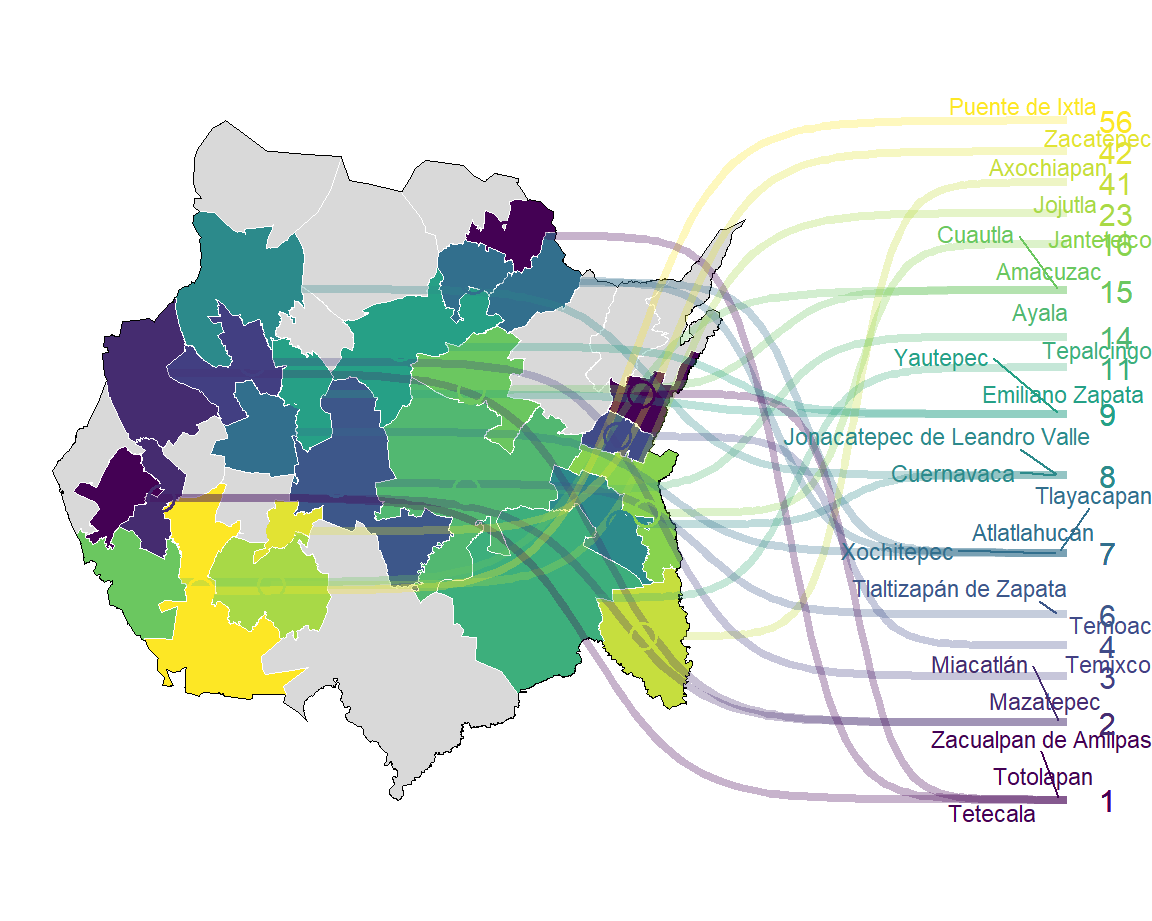 Puente de Ixtla
56
Zacatepec
42
Axochiapan
41
Jojutla
23
Cuautla
Jantetelco
16
Amacuzac
15
Ayala
14
Tepalcingo
11
Yautepec
Emiliano Zapata
9
Jonacatepec de Leandro Valle
Cuernavaca
8
Tlayacapan
Atlatlahucan
Xochitepec
7
Tlaltizapán de Zapata
6
Temoac
4
Miacatlán
Temixco
3
Mazatepec
2
Zacualpan de Amilpas
Totolapan
1
Tetecala